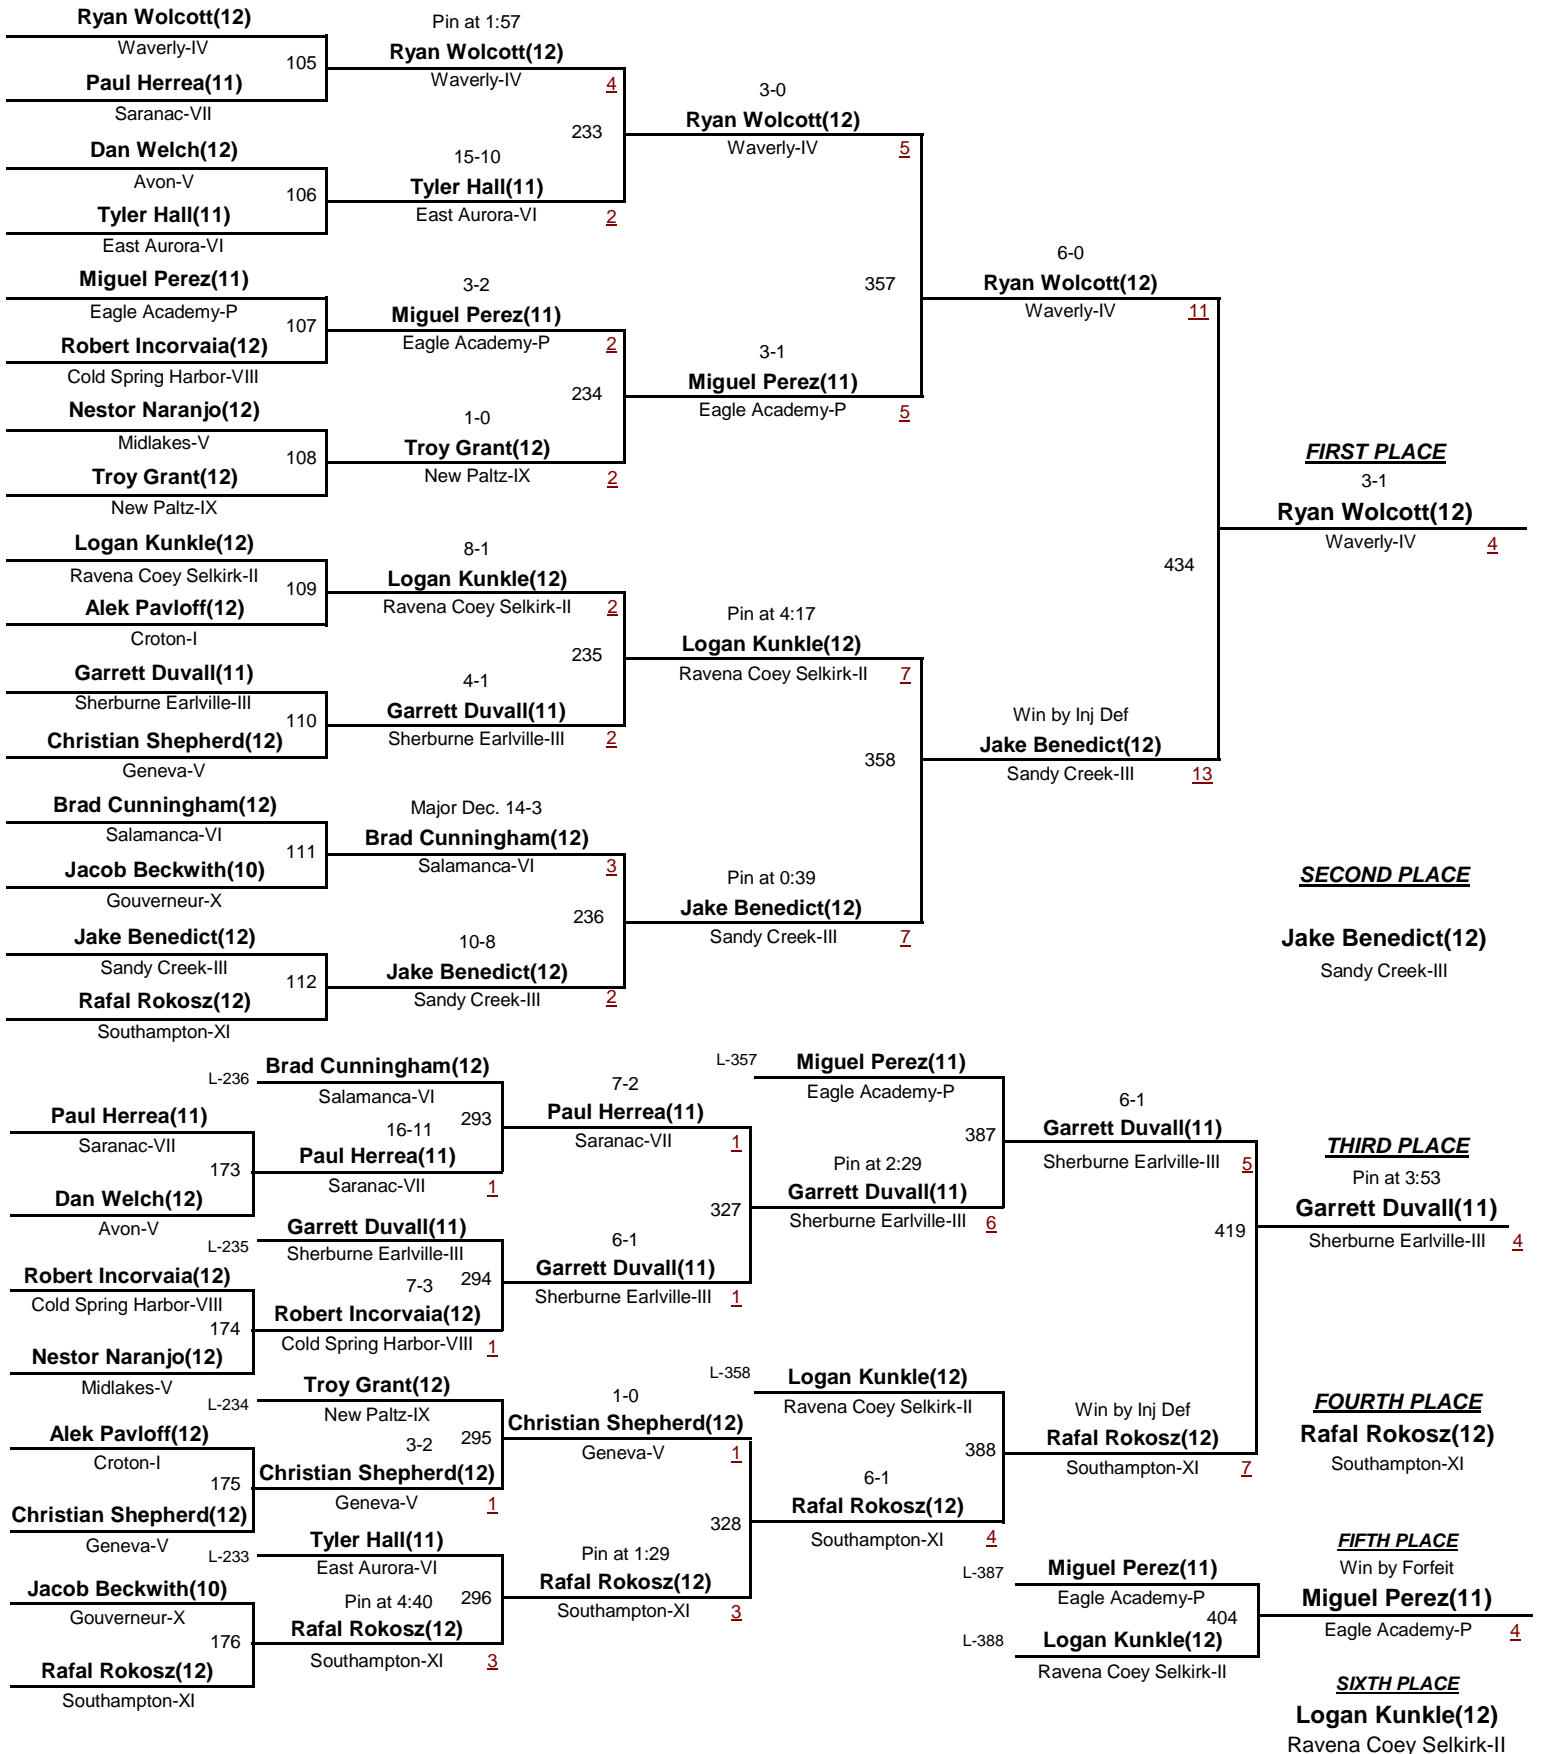 Ryan Wolcott(12)
Waverly-IV
105
Paul Herrea(11)
Saranac-VII
Dan Welch(12)
Avon-V
106
Tyler Hall(11)
East Aurora-VI
Miguel Perez(11)
Eagle Academy-P
107
Robert Incorvaia(12)
Cold Spring Harbor-VIII
Nestor Naranjo(12)
Midlakes-V
108
Troy Grant(12)
New Paltz-IX
Logan Kunkle(12)
Ravena Coey Selkirk-II
109
Alek Pavloff(12)
Croton-I
Garrett Duvall(11)
Sherburne Earlville-III
110
Christian Shepherd(12)
Geneva-V
Brad Cunningham(12)
Salamanca-VI
111
Jacob Beckwith(10)
Gouverneur-X
Jake Benedict(12)
Sandy Creek-III
112
Rafal Rokosz(12)
Southampton-XI
Pin at 1:57
Ryan Wolcott(12)
Waverly-IV
4
233
15-10
Tyler Hall(11)
East Aurora-VI
2
3-2
Miguel Perez(11)
Eagle Academy-P
2
234
1-0
Troy Grant(12)
New Paltz-IX
2
8-1
Logan Kunkle(12)
Ravena Coey Selkirk-II
2
235
4-1
Garrett Duvall(11)
Sherburne Earlville-III
2
Major Dec. 14-3
Brad Cunningham(12)
Salamanca-VI
3
236
10-8
Jake Benedict(12)
Sandy Creek-III
2
3-0
Ryan Wolcott(12)
Waverly-IV
5
357
3-1
Miguel Perez(11)
Eagle Academy-P
5
Pin at 4:17
Logan Kunkle(12)
Ravena Coey Selkirk-II
7
358
Pin at 0:39
Jake Benedict(12)
Sandy Creek-III
7
6-0
Ryan Wolcott(12)
Waverly-IV
11
434
Win by Inj Def
Jake Benedict(12)
Sandy Creek-III
13
FIRST PLACE
3-1
Ryan Wolcott(12)
Waverly-IV
4
SECOND PLACE
Jake Benedict(12)
Sandy Creek-III
L-236
Brad Cunningham(12)
Salamanca-VI
Paul Herrea(11)
Saranac-VII
173
Dan Welch(12)
Avon-V
293
16-11
Paul Herrea(11)
Saranac-VII
1
L-235
Garrett Duvall(11)
Sherburne Earlville-III
Robert Incorvaia(12)
Cold Spring Harbor-VIII
174
Nestor Naranjo(12)
Midlakes-V
294
7-3
Robert Incorvaia(12)
Cold Spring Harbor-VIII
1
L-234
Troy Grant(12)
New Paltz-IX
Alek Pavloff(12)
Croton-I
175
Christian Shepherd(12)
Geneva-V
295
3-2
Christian Shepherd(12)
Geneva-V
1
L-233
Tyler Hall(11)
East Aurora-VI
Jacob Beckwith(10)
Gouverneur-X
176
Rafal Rokosz(12)
Southampton-XI
296
Pin at 4:40
Rafal Rokosz(12)
Southampton-XI
3
7-2
Paul Herrea(11)
Saranac-VII
1
327
6-1
Garrett Duvall(11)
Sherburne Earlville-III
1
1-0
Christian Shepherd(12)
Geneva-V
1
328
Pin at 1:29
Rafal Rokosz(12)
Southampton-XI
3
L-357
Miguel Perez(11)
Eagle Academy-P
387
Pin at 2:29
Garrett Duvall(11)
Sherburne Earlville-III
6
L-358
Logan Kunkle(12)
Ravena Coey Selkirk-II
388
6-1
Rafal Rokosz(12)
Southampton-XI
4
6-1
Garrett Duvall(11)
Sherburne Earlville-III
5
419
Win by Inj Def
Rafal Rokosz(12)
Southampton-XI
7
THIRD PLACE
Pin at 3:53
Garrett Duvall(11)
Sherburne Earlville-III
4
FOURTH PLACE
Rafal Rokosz(12)
Southampton-XI
L-387
Miguel Perez(11)
Eagle Academy-P
404
L-388
Logan Kunkle(12)
Ravena Coey Selkirk-II
FIFTH PLACE
Win by Forfeit
Miguel Perez(11)
Eagle Academy-P
4
SIXTH PLACE
Logan Kunkle(12)
Ravena Coey Selkirk-II